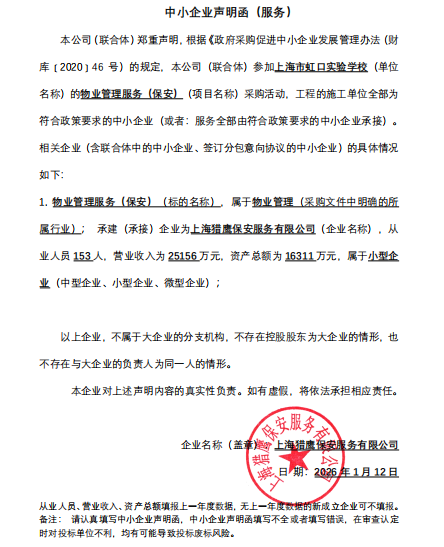 中小企业声明函（服务）
本公司（联合体）郑重声明，根据《政府采购促进中小企业发展管理办法（财
库〔2020〕46 号）的规定，本公司（联合体）参加上海市虹口实验学校（单位
名称）的物业管理服务（保安）（项目名称）采购活动，工程的施工单位全部为
符合政策要求的中小企业（或者：服务全部由符合政策要求的中小企业承接）。
相关企业（含联合体中的中小企业、签订分包意向协议的中小企业）的具体情况
如下：
1. 物业管理服务（保安）（标的名称），属于物业管理（采购文件中明确的所
属行业）； 承建（承接）企业为上海猎鹰保安服务有限公司（企业名称），从
业人员 153 人，营业收入为 25156 万元，资产总额为 16311 万元，属于小型企
业（中型企业、小型企业、微型企业）；
以上企业，不属于大企业的分支机构，不存在控股股东为大企业的情形，也
不存在与大企业的负责人为同一人的情形。
本企业对上述声明内容的真实性负责。如有虚假，将依法承担相应责任。
企业名称（盖章）：上海猎鹰保安服务有限公司
日 期：2026 年 1 月 12 日
上海猎鹰保安服务有限公司
从业人员、营业收入、资产总额填报上一年度数据，无上一年度数据的新成立企业可不填报。
备注： 请认真填写中小企业声明函，中小企业声明函填写不全或者填写错误，在审查认定
时对投标单位不利，均有可能导致投标废标风险。